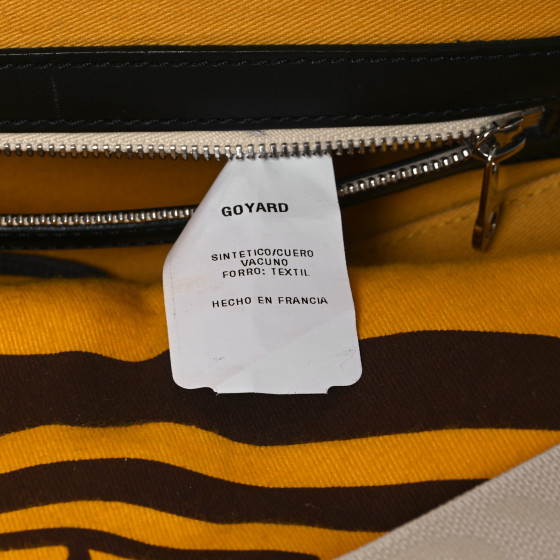 GOYARD
SINTETICO/CUERO
VACUNO
FORRO: TEXTIL
HECHO EN FRANCIA